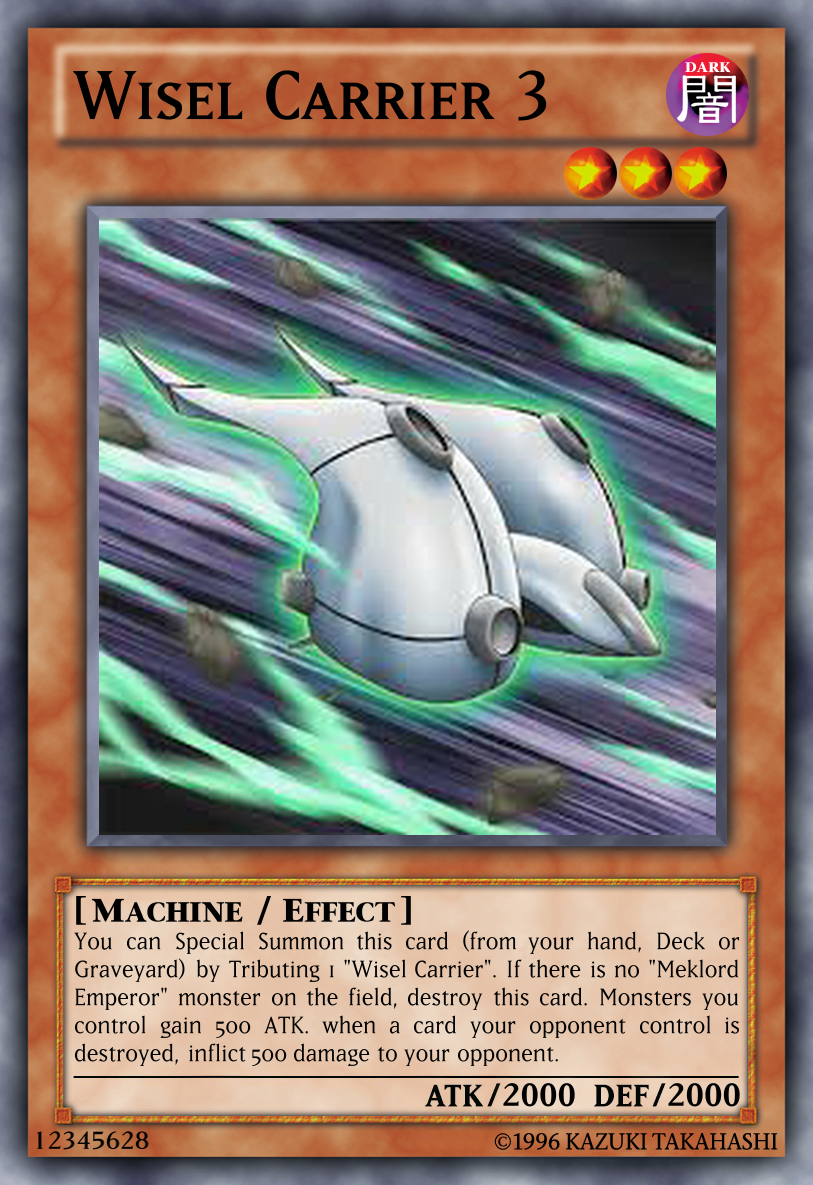 Wisel Carrier 3
DARK
闇
[ Machine / Effect ]
You can Special Summon this card (from your hand, Deck or
Graveyard) by Tributing 1 "Wisel Carrier". If there is no "Meklord
Emperor" monster on the field, destroy this card. Monsters you
control gain 500 ATK. when a card your opponent control is
destroyed, inflict 500 damage to your opponent.
ATK/2000 DEF/2000
12345628 ©1996 KAZUKI TAKAHASHI